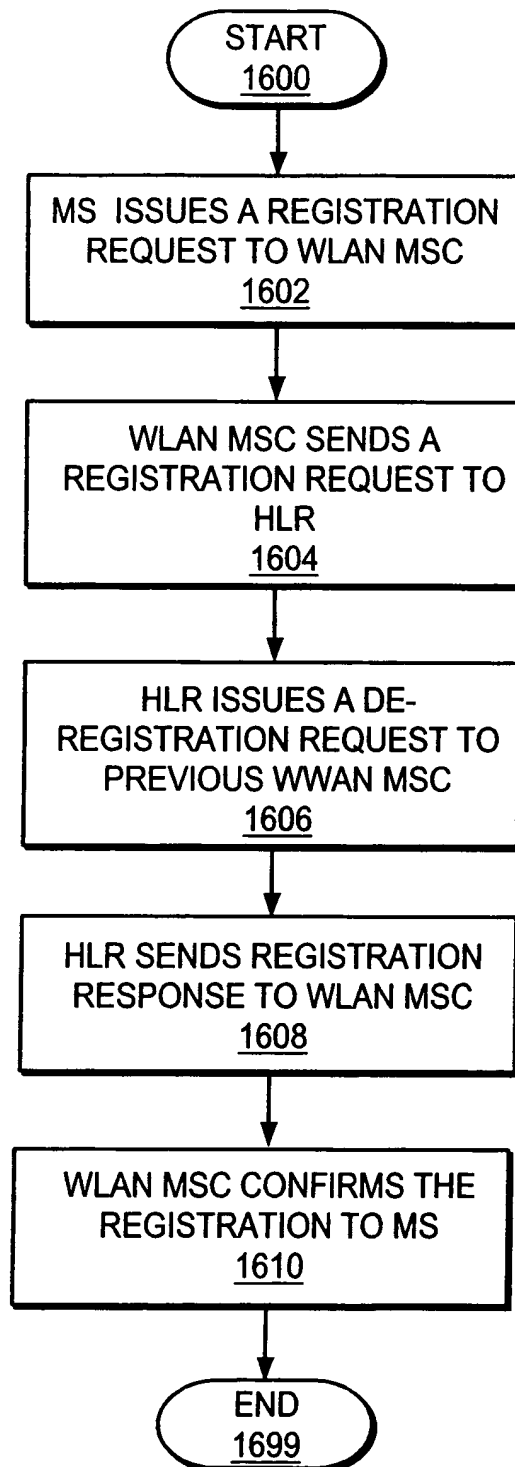 START
1600
MS ISSUES A REGISTRATION
REQUEST TO WLAN MSC
1602
WLAN MSC SENDS A
REGISTRATION REQUEST TO
HLR
1604
HLR ISSUES A DE-
REGISTRATION REQUEST TO
PREVIOUS WWAN MSC
1606
HLR SENDS REGISTRATION
RESPONSE TO WLAN MSC
1608
WLAN MSC CONFIRMS THE
REGISTRATION TO MS
1610
END
1699